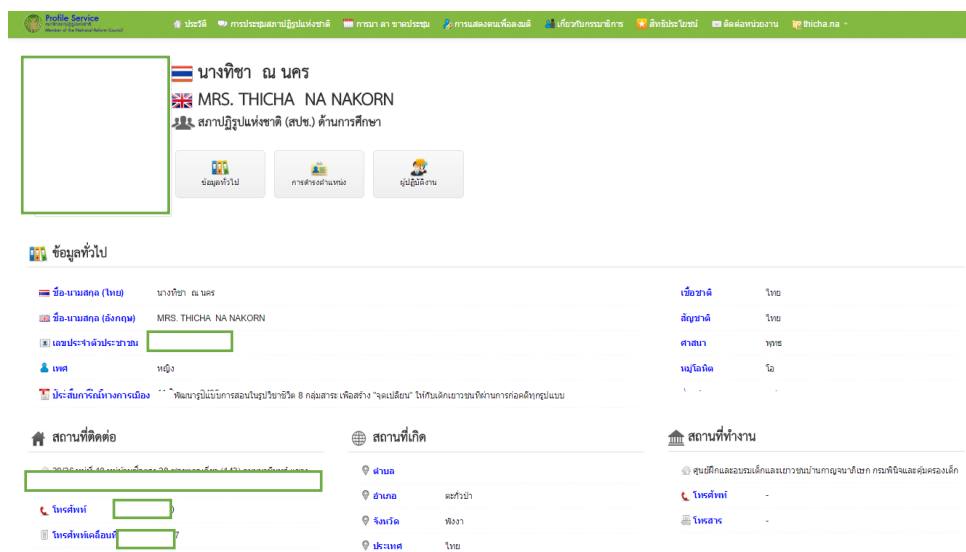 Profile Service
Member of the National Reform Council
ประวัติ การประชุมสภาปฏิรูปแห่งชาติ การมา ลา ขาดประชุม การแสดงตนเพื่อลงมติ เกี่ยวกับกรรมาธิการ สิทธิประโยชน์ ติดต่อหน่วยงาน thicha.na
นางทิชา ณ นคร
MRS. THICHA NA NAKORN
สภาปฏิรูปแห่งชาติ (สปช.) ด้านการศึกษา
ข้อมูลทั่วไป การดำรงตำแหน่ง ผู้ปฏิบัติงาน
ข้อมูลทั่วไป
ชื่อ-นามสกุล (ไทย) นางทิชา ณ นคร เชื้อชาติ ไทย
ชื่อ-นามสกุล (อังกฤษ) MRS. THICHA NA NAKORN สัญชาติ ไทย
เลขประจำตัวประชาชน ศาสนา พุทธ
เพศ หญิง หมู่โลหิต โอ
ประสบการณ์ทางการเมือง พัฒนารูปแบบการสอนในรูปวิชาชีวิต 8 กลุ่มสาระ เพื่อสร้าง "จุดเปลี่ยน" ให้กับเด็กเยาวชนที่ผ่านการก่อคดีทุกรูปแบบ
สถานที่ติดต่อ สถานที่เกิด สถานที่ทำงาน
ตำบล ศูนย์ฝึกและอบรมเด็กและเยาวชนบ้านกาญจนาภิเษก กรมพินิจและคุ้มครองเด็ก
โทรศัพท์ อำเภอ ตะกั่วป่า โทรศัพท์ -
โทรศัพท์เคลื่อนที่ 7 จังหวัด พังงา โทรสาร -
ประเทศ ไทย